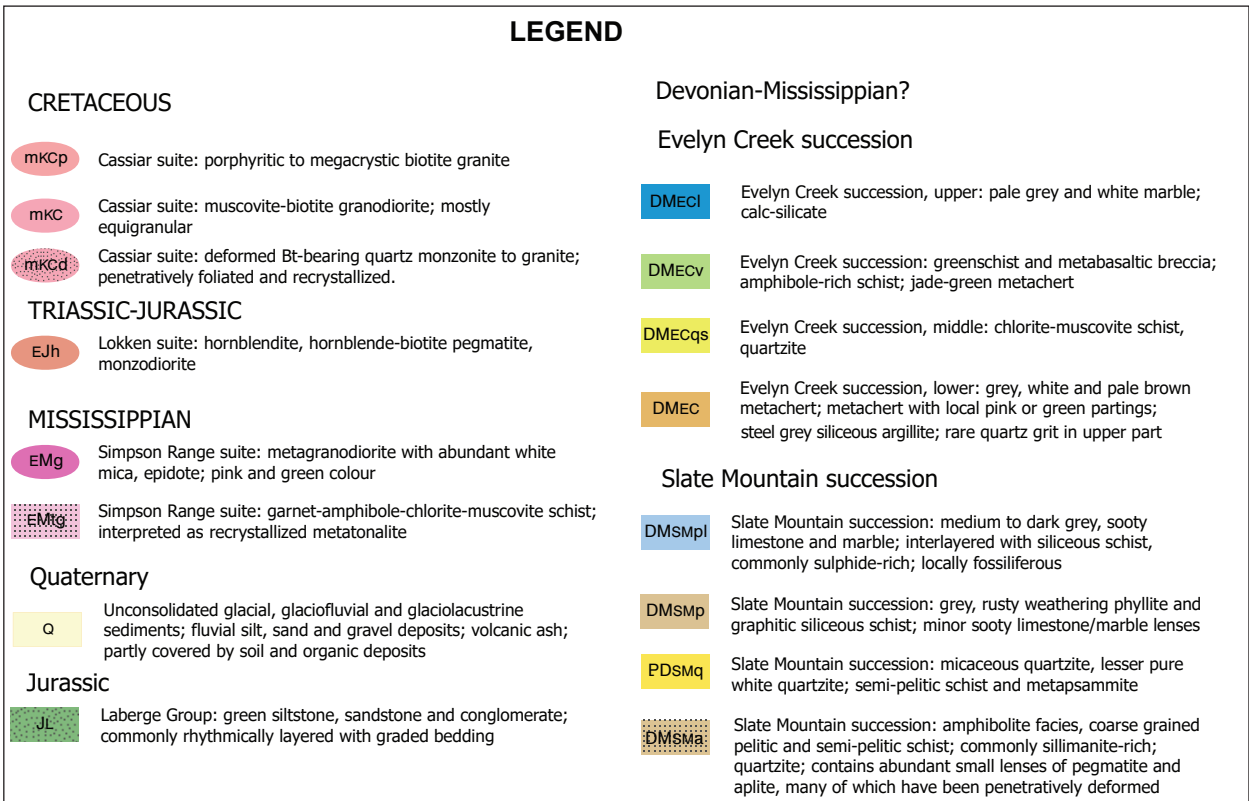 LEGEND
CRETACEOUS
mKCp
Cassiar suite: porphyritic to megacrystic biotite granite
mKC
Cassiar suite: muscovite-biotite granodiorite; mostly
equigranular
mKCd
Cassiar suite: deformed Bt-bearing quartz monzonite to granite;
penetratively foliated and recrystallized.
TRIASSIC-JURASSIC
EJh
Lokken suite: hornblendite, hornblende-biotite pegmatite,
monzodiorite
MISSISSIPPIAN
EMg
Simpson Range suite: metagranodiorite with abundant white
mica, epidote; pink and green colour
EMtg
Simpson Range suite: garnet-amphibole-chlorite-muscovite schist;
interpreted as recrystallized metatonalite
Quaternary
Q
Unconsolidated glacial, glaciofluvial and glaciolacustrine
sediments; fluvial silt, sand and gravel deposits; volcanic ash;
partly covered by soil and organic deposits
Jurassic
JL
Laberge Group: green siltstone, sandstone and conglomerate;
commonly rhythmically layered with graded bedding
Devonian-Mississippian?
Evelyn Creek succession
DMECl
Evelyn Creek succession, upper: pale grey and white marble;
calc-silicate
DMECv
Evelyn Creek succession: greenschist and metabasaltic breccia;
amphibole-rich schist; jade-green metachert
DMECqs
Evelyn Creek succession, middle: chlorite-muscovite schist,
quartzite
DMEC
Evelyn Creek succession, lower: grey, white and pale brown
metachert; metachert with local pink or green partings;
steel grey siliceous argillite; rare quartz grit in upper part
Slate Mountain succession
DMSMpl
Slate Mountain succession: medium to dark grey, sooty
limestone and marble; interlayered with siliceous schist,
commonly sulphide-rich; locally fossiliferous
DMSMp
Slate Mountain succession: grey, rusty weathering phyllite and
graphitic siliceous schist; minor sooty limestone/marble lenses
PDSMq
Slate Mountain succession: micaceous quartzite, lesser pure
white quartzite; semi-pelitic schist and metapsammite
DMSMa
Slate Mountain succession: amphibolite facies, coarse grained
pelitic and semi-pelitic schist; commonly sillimanite-rich;
quartzite; contains abundant small lenses of pegmatite and
aplite, many of which have been penetratively deformed